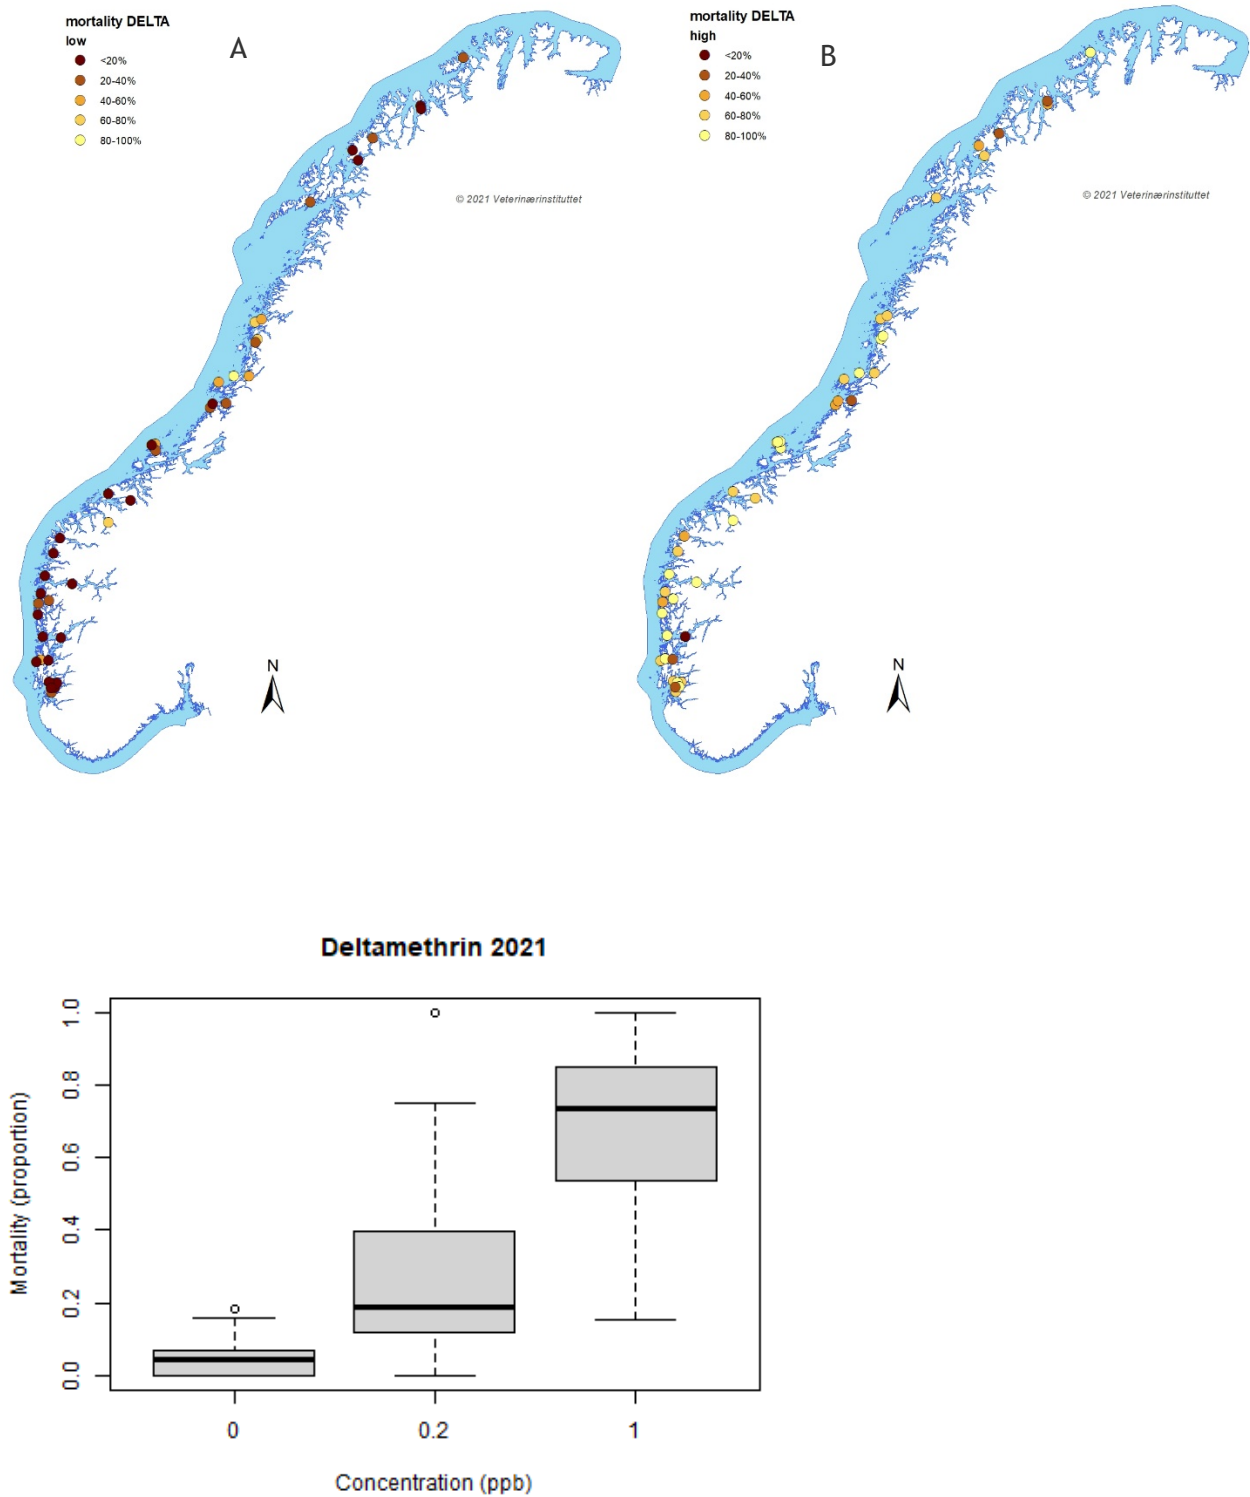 mortality DELTA
low
<20%
20-40%
40-60%
60-80%
80-100%
A
© 2021 Veterinærinstituttet
N
mortality DELTA
high
<20%
20-40%
40-60%
60-80%
80-100%
B
© 2021 Veterinærinstituttet
N
Deltamethrin 2021
Mortality (proportion)
1.0
0.8
0.6
0.4
0.2
0.0
0
0.2
1
Concentration (ppb)